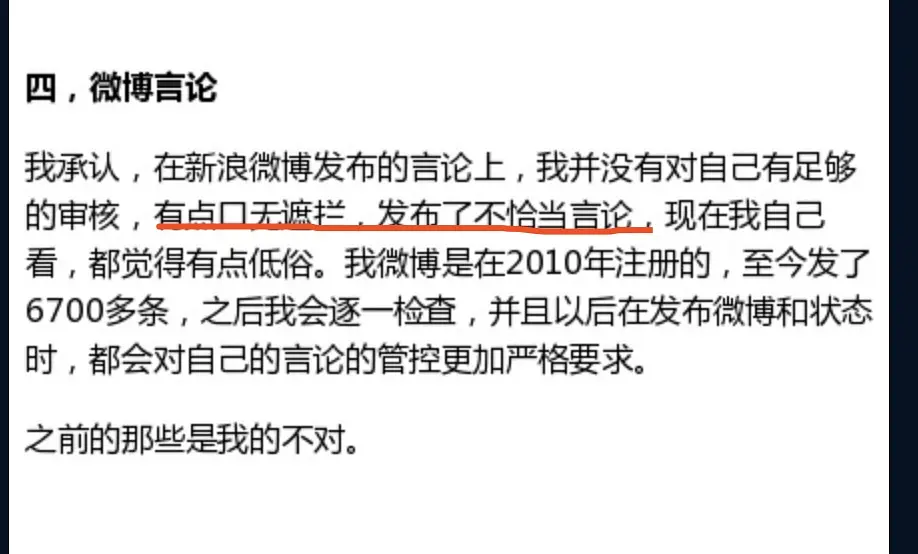 四，微博言论
我承认，在新浪微博发布的言论上，我并没有对自己有足够
的审核，有点口无遮拦，发布了不恰当言论，现在我自己
看，都觉得有点低俗。我微博是在2010年注册的，至今发了
6700多条，之后我会逐一检查，并且以后在发布微博和状态
时，都会对自己的言论的管控更加严格要求。
之前的那些是我的不对。